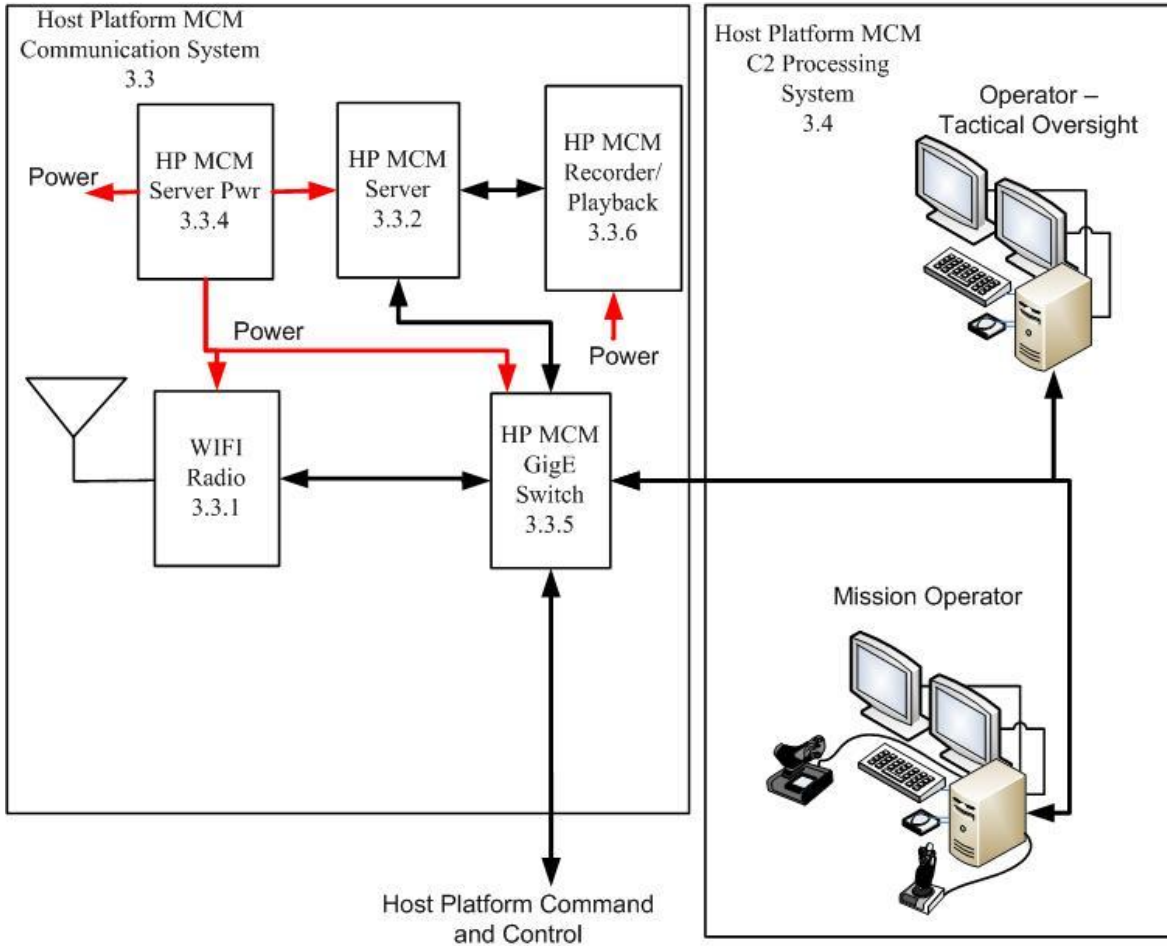 Host Platform MCM
Communication System
3.3
HP MCM
Server Pwr
3.3.4
HP MCM
Server
3.3.2
HP MCM
Recorder/
Playback
3.3.6
Power
Power
Power
WIFI
Radio
3.3.1
HP MCM
GigE
Switch
3.3.5
Host Platform Command
and Control
Host Platform MCM
C2 Processing
System
3.4
Operator –
Tactical Oversight
Mission Operator